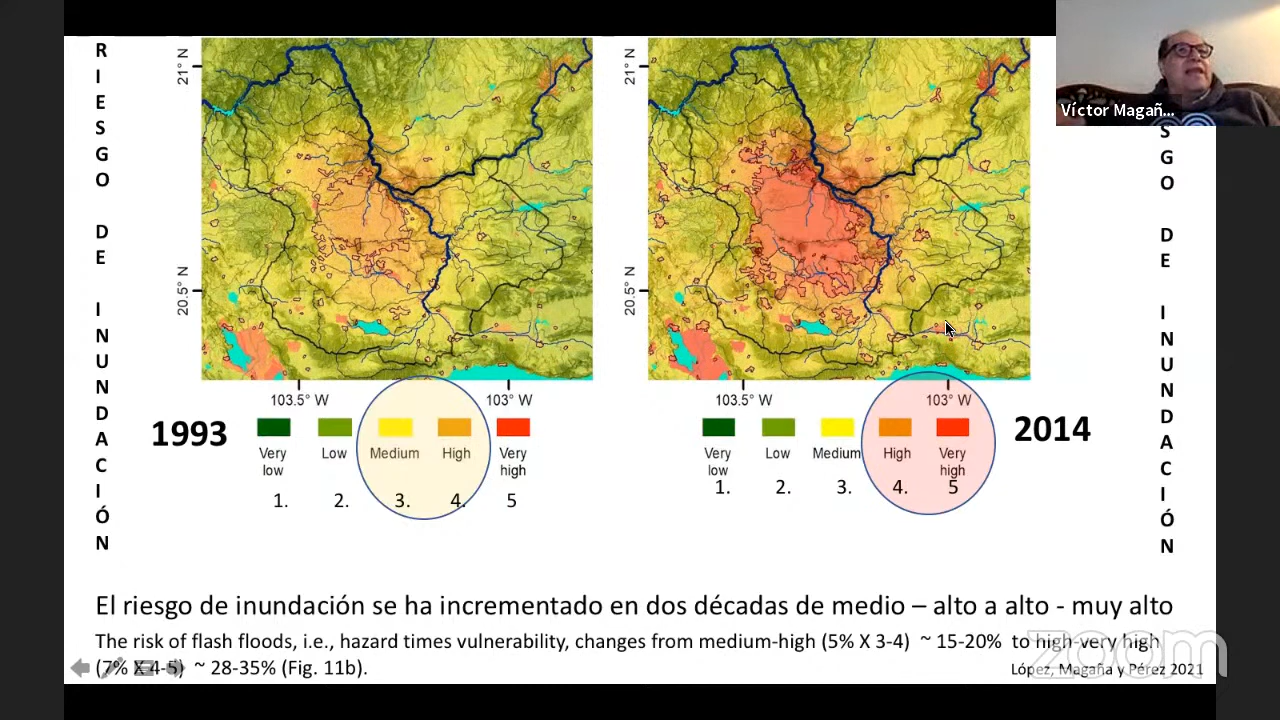 RIESGO DE INUNDACIÓN
21° N
20.5° N
103.5° W
103° W
1993
Very low
Low
Medium
High
Very high
1.
2.
3.
4.
5
21° N
20.5° N
103.5° W
103° W
Very low
Low
Medium
High
Very high
1.
2.
3.
4.
5
2014
Víctor Magañ...
SGO DE INUNDACIÓN
El riesgo de inundación se ha incrementado en dos décadas de medio – alto a alto - muy alto
The risk of flash floods, i.e., hazard times vulnerability, changes from medium-high (5% X 3-4) ~ 15-20% to high-very high
(7% X 4-5) ~ 28-35% (Fig. 11b).
López, Magaña y Pérez 2021
zoom